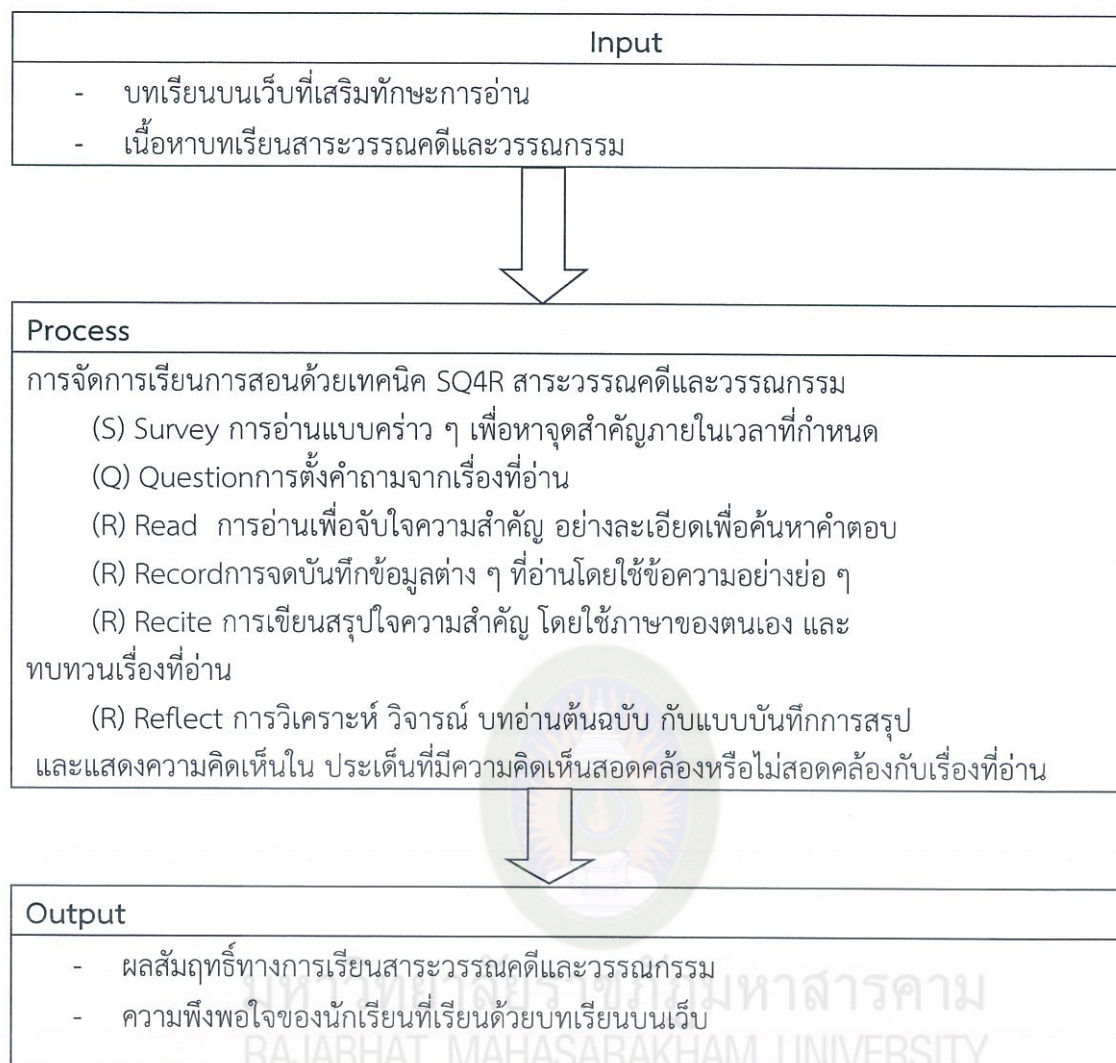 Input
- บทเรียนบนเว็บที่เสริมทักษะการอ่าน
- เนื้อหาบทเรียนสาระวรรณคดีและวรรณกรรม
Process
การจัดการเรียนการสอนด้วยเทคนิค SQ4R สาระวรรณคดีและวรรณกรรม
(S) Survey การอ่านแบบคร่าว ๆ เพื่อหาจุดสำคัญภายในเวลาที่กำหนด
(Q) Questionการตั้งคำถามจากเรื่องที่อ่าน
(R) Read การอ่านเพื่อจับใจความสำคัญ อย่างละเอียดเพื่อค้นหาคำตอบ
(R) Recordการจดบันทึกข้อมูลต่าง ๆ ที่อ่านโดยใช้ข้อความอย่างย่อ ๆ
(R) Recite การเขียนสรุปใจความสำคัญ โดยใช้ภาษาของตนเอง และ
ทบทวนเรื่องที่อ่าน
(R) Reflect การวิเคราะห์ วิจารณ์ บทอ่านต้นฉบับ กับแบบบันทึกการสรุป
และแสดงความคิดเห็นใน ประเด็นที่มีความคิดเห็นสอดคล้องหรือไม่สอดคล้องกับเรื่องที่อ่าน
Output
- ผลสัมฤทธิ์ทางการเรียนสาระวรรณคดีและวรรณกรรม
มหาวิทยาลัยราชภัฏมหาสารคาม
- ความพึงพอใจของนักเรียนที่เรียนด้วยบทเรียนบนเว็บ
RAJABHAT MAHASARAKHAM UNIVERSITY